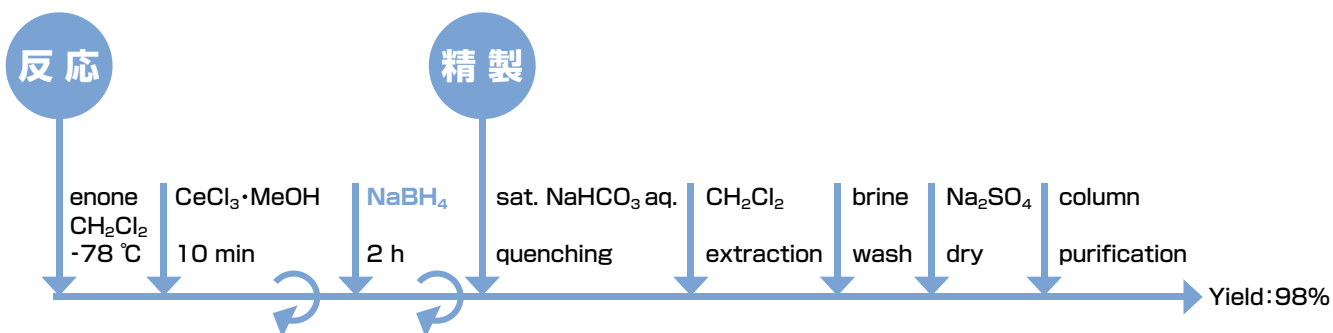 反応
精製
enone
CH₂Cl₂
-78 ℃
CeCl₃・MeOH
10 min
NaBH₄
2 h
sat. NaHCO₃ aq.
quenching
CH₂Cl₂
extraction
brine
wash
Na₂SO₄
dry
column
purification
Yield：98%